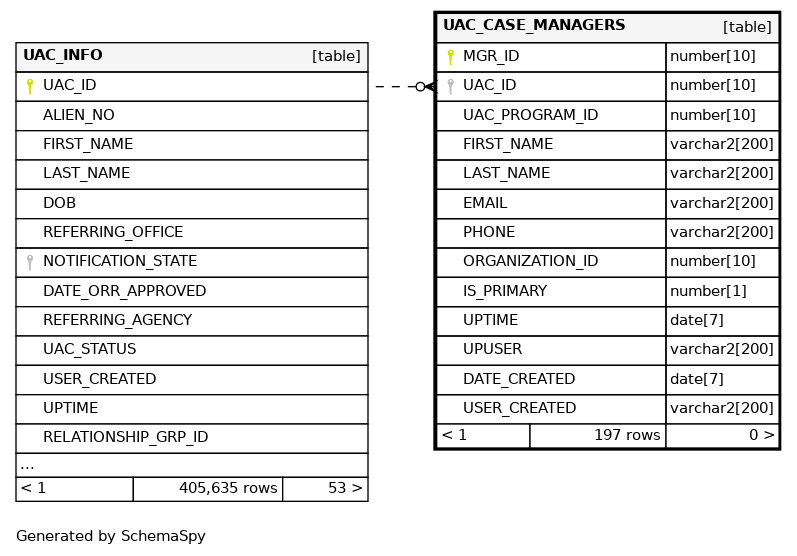 UAC_INFO [table]
UAC_ID
ALIEN_NO
FIRST_NAME
LAST_NAME
DOB
REFERRING_OFFICE
NOTIFICATION_STATE
DATE_ORR_APPROVED
REFERRING_AGENCY
UAC_STATUS
USER_CREATED
UPTIME
RELATIONSHIP_GRP_ID
...
< 1 405,635 rows 53 >
UAC_CASE_MANAGERS [table]
MGR_ID number[10]
UAC_ID number[10]
UAC_PROGRAM_ID number[10]
FIRST_NAME varchar2[200]
LAST_NAME varchar2[200]
EMAIL varchar2[200]
PHONE varchar2[200]
ORGANIZATION_ID number[10]
IS_PRIMARY number[1]
UPTIME date[7]
UPUSER varchar2[200]
DATE_CREATED date[7]
USER_CREATED varchar2[200]
< 1 197 rows 0 >
Generated by SchemaSpy